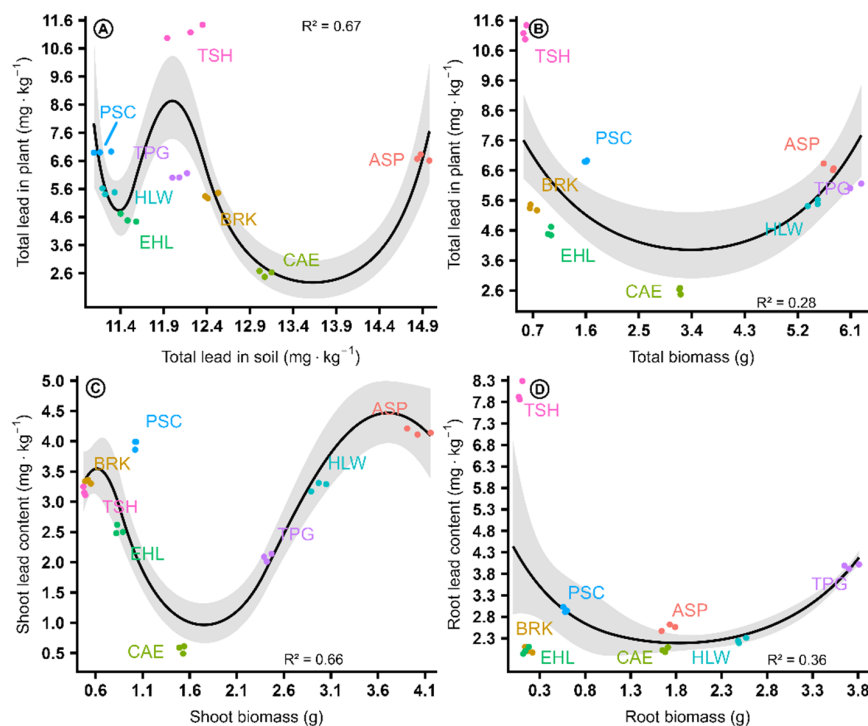 A
R² = 0.67
11.6
10.6
9.6
8.6
7.6
6.6
5.6
4.6
3.6
2.6
Total lead in plant (mg · kg⁻¹)
TSH
PSC
TPG
ASP
HLW
BRK
EHL
CAE
11.4 11.9 12.4 12.9 13.4 13.9 14.4 14.9
Total lead in soil (mg · kg⁻¹)
B
11.6
10.6
9.6
8.6
7.6
6.6
5.6
4.6
3.6
2.6
Total lead in plant (mg · kg⁻¹)
TSH
PSC
ASP
BRK
TPG
HLW
EHL
CAE
R² = 0.28
0.7 1.6 2.5 3.4 4.3 5.2 6.1
Total biomass (g)
C
5.0
4.5
4.0
3.5
3.0
2.5
2.0
1.5
1.0
0.5
Shoot lead content (mg · kg⁻¹)
PSC
ASP
BRK
HLW
TSH
TPG
EHL
CAE
R² = 0.66
0.6 1.1 1.6 2.1 2.6 3.1 3.6 4.1
Shoot biomass (g)
D
8.3
7.8
7.3
6.8
6.3
5.8
5.3
4.8
4.3
3.8
3.3
2.8
2.3
Root lead content (mg · kg⁻¹)
TSH
PSC
TPG
ASP
BRK
EHL
CAE
HLW
R² = 0.36
0.3 0.8 1.3 1.8 2.3 2.8 3.3 3.8
Root biomass (g)